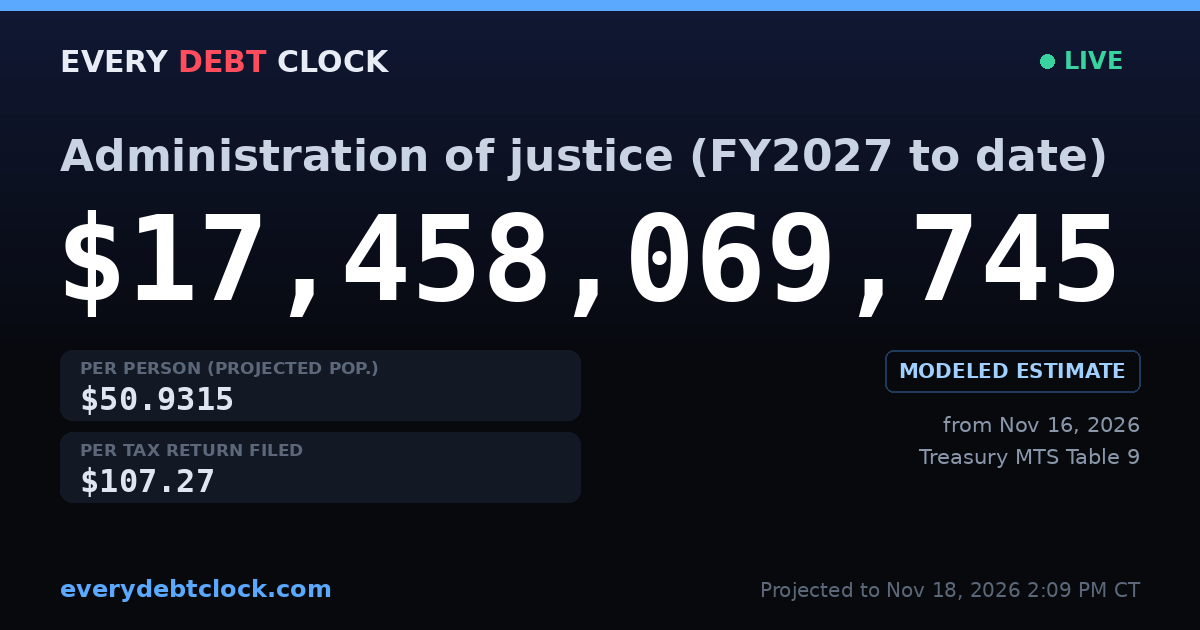 EVERY DEBT CLOCK
LIVE
Administration of justice (FY2027 to date)
$17,458,069,745
PER PERSON (PROJECTED POP.)
$50.9315
PER TAX RETURN FILED
$107.27
MODELED ESTIMATE
from Nov 16, 2026
Treasury MTS Table 9
everydebtclock.com
Projected to Nov 18, 2026 2:09 PM CT